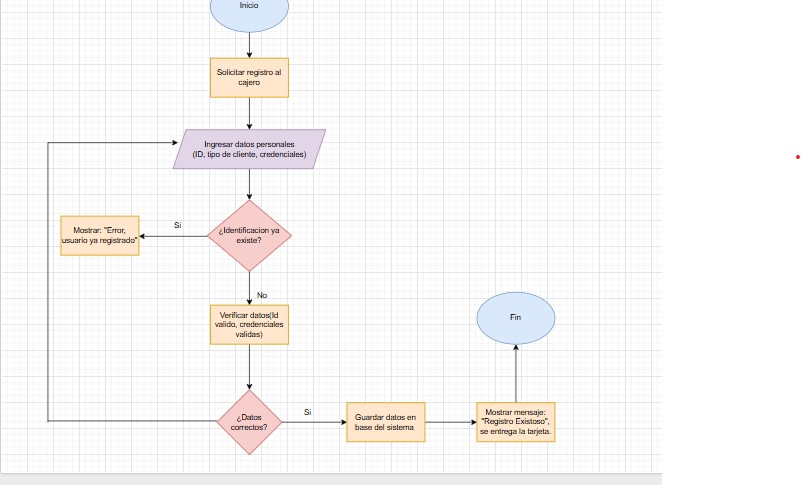 Inicio
Solicitar registro al
cajero
Ingresar datos personales
(ID, tipo de cliente, credenciales)
¿Identificacion ya
existe?
Si
Mostrar: "Error,
usuario ya registrado"
No
Verificar datos(Id
valido, credenciales
validas)
¿Datos
correctos?
Si
Guardar datos en
base del sistema
Mostrar mensaje:
"Registro Existoso",
se entrega la tarjeta.
Fin